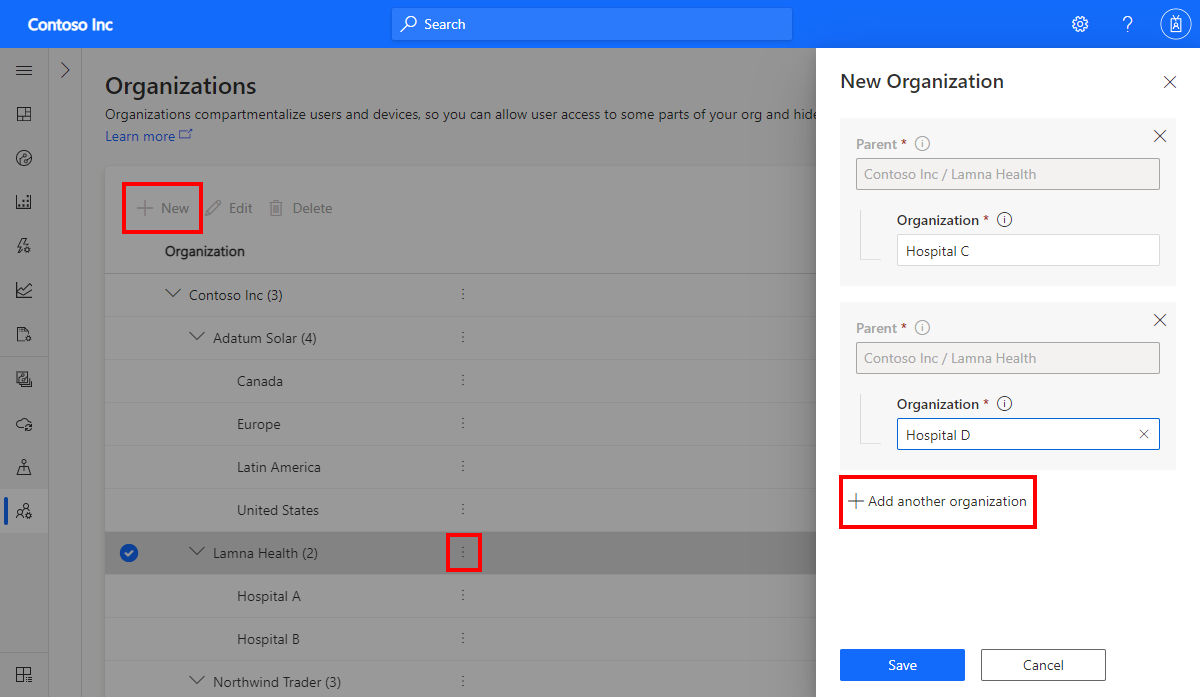 Contoso Inc
Search
Organizations
Organizations compartmentalize users and devices, so you can allow user access to some parts of your org and hide
Learn more
New
Edit
Delete
Organization
Contoso Inc (3)
Adatum Solar (4)
Canada
Europe
Latin America
United States
Lamna Health (2)
Hospital A
Hospital B
Northwind Trader (3)
New Organization
Parent *
Contoso Inc / Lamna Health
Organization *
Hospital C
Parent *
Contoso Inc / Lamna Health
Organization *
Hospital D
Add another organization
Save
Cancel